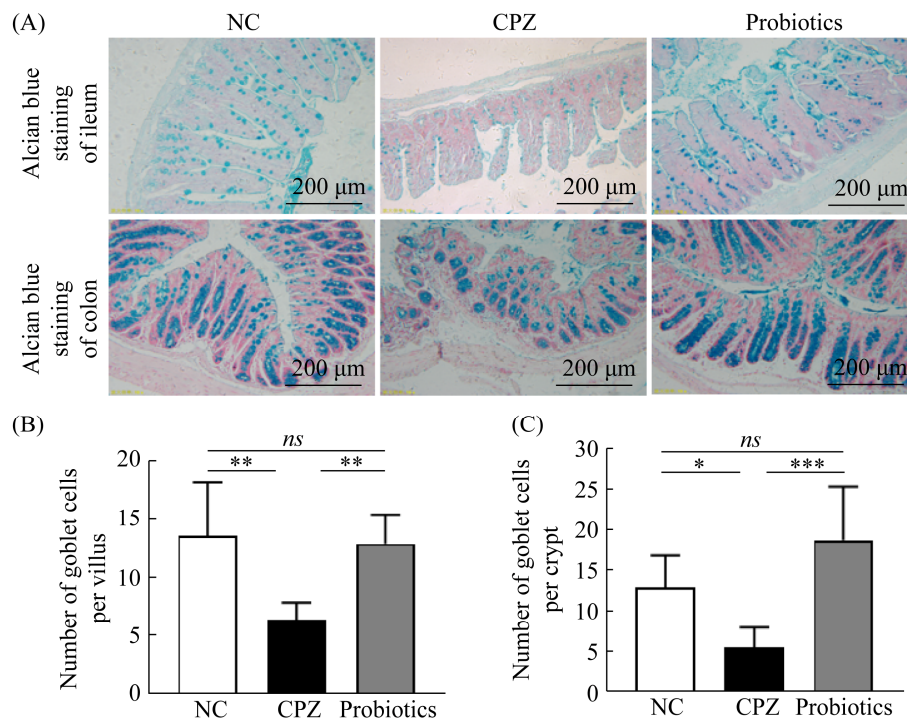 (A)
NC
CPZ
Probiotics
Alcian blue
staining
of ileum
200 μm
200 μm
200 μm
Alcian blue
staining
of colon
200 μm
200 μm
200 μm
(B)
ns
**
**
Number of goblet cells
per villus
20
15
10
5
0
NC
CPZ
Probiotics
(C)
ns
*
***
Number of goblet cells
per crypt
30
25
20
15
10
5
0
NC
CPZ
Probiotics